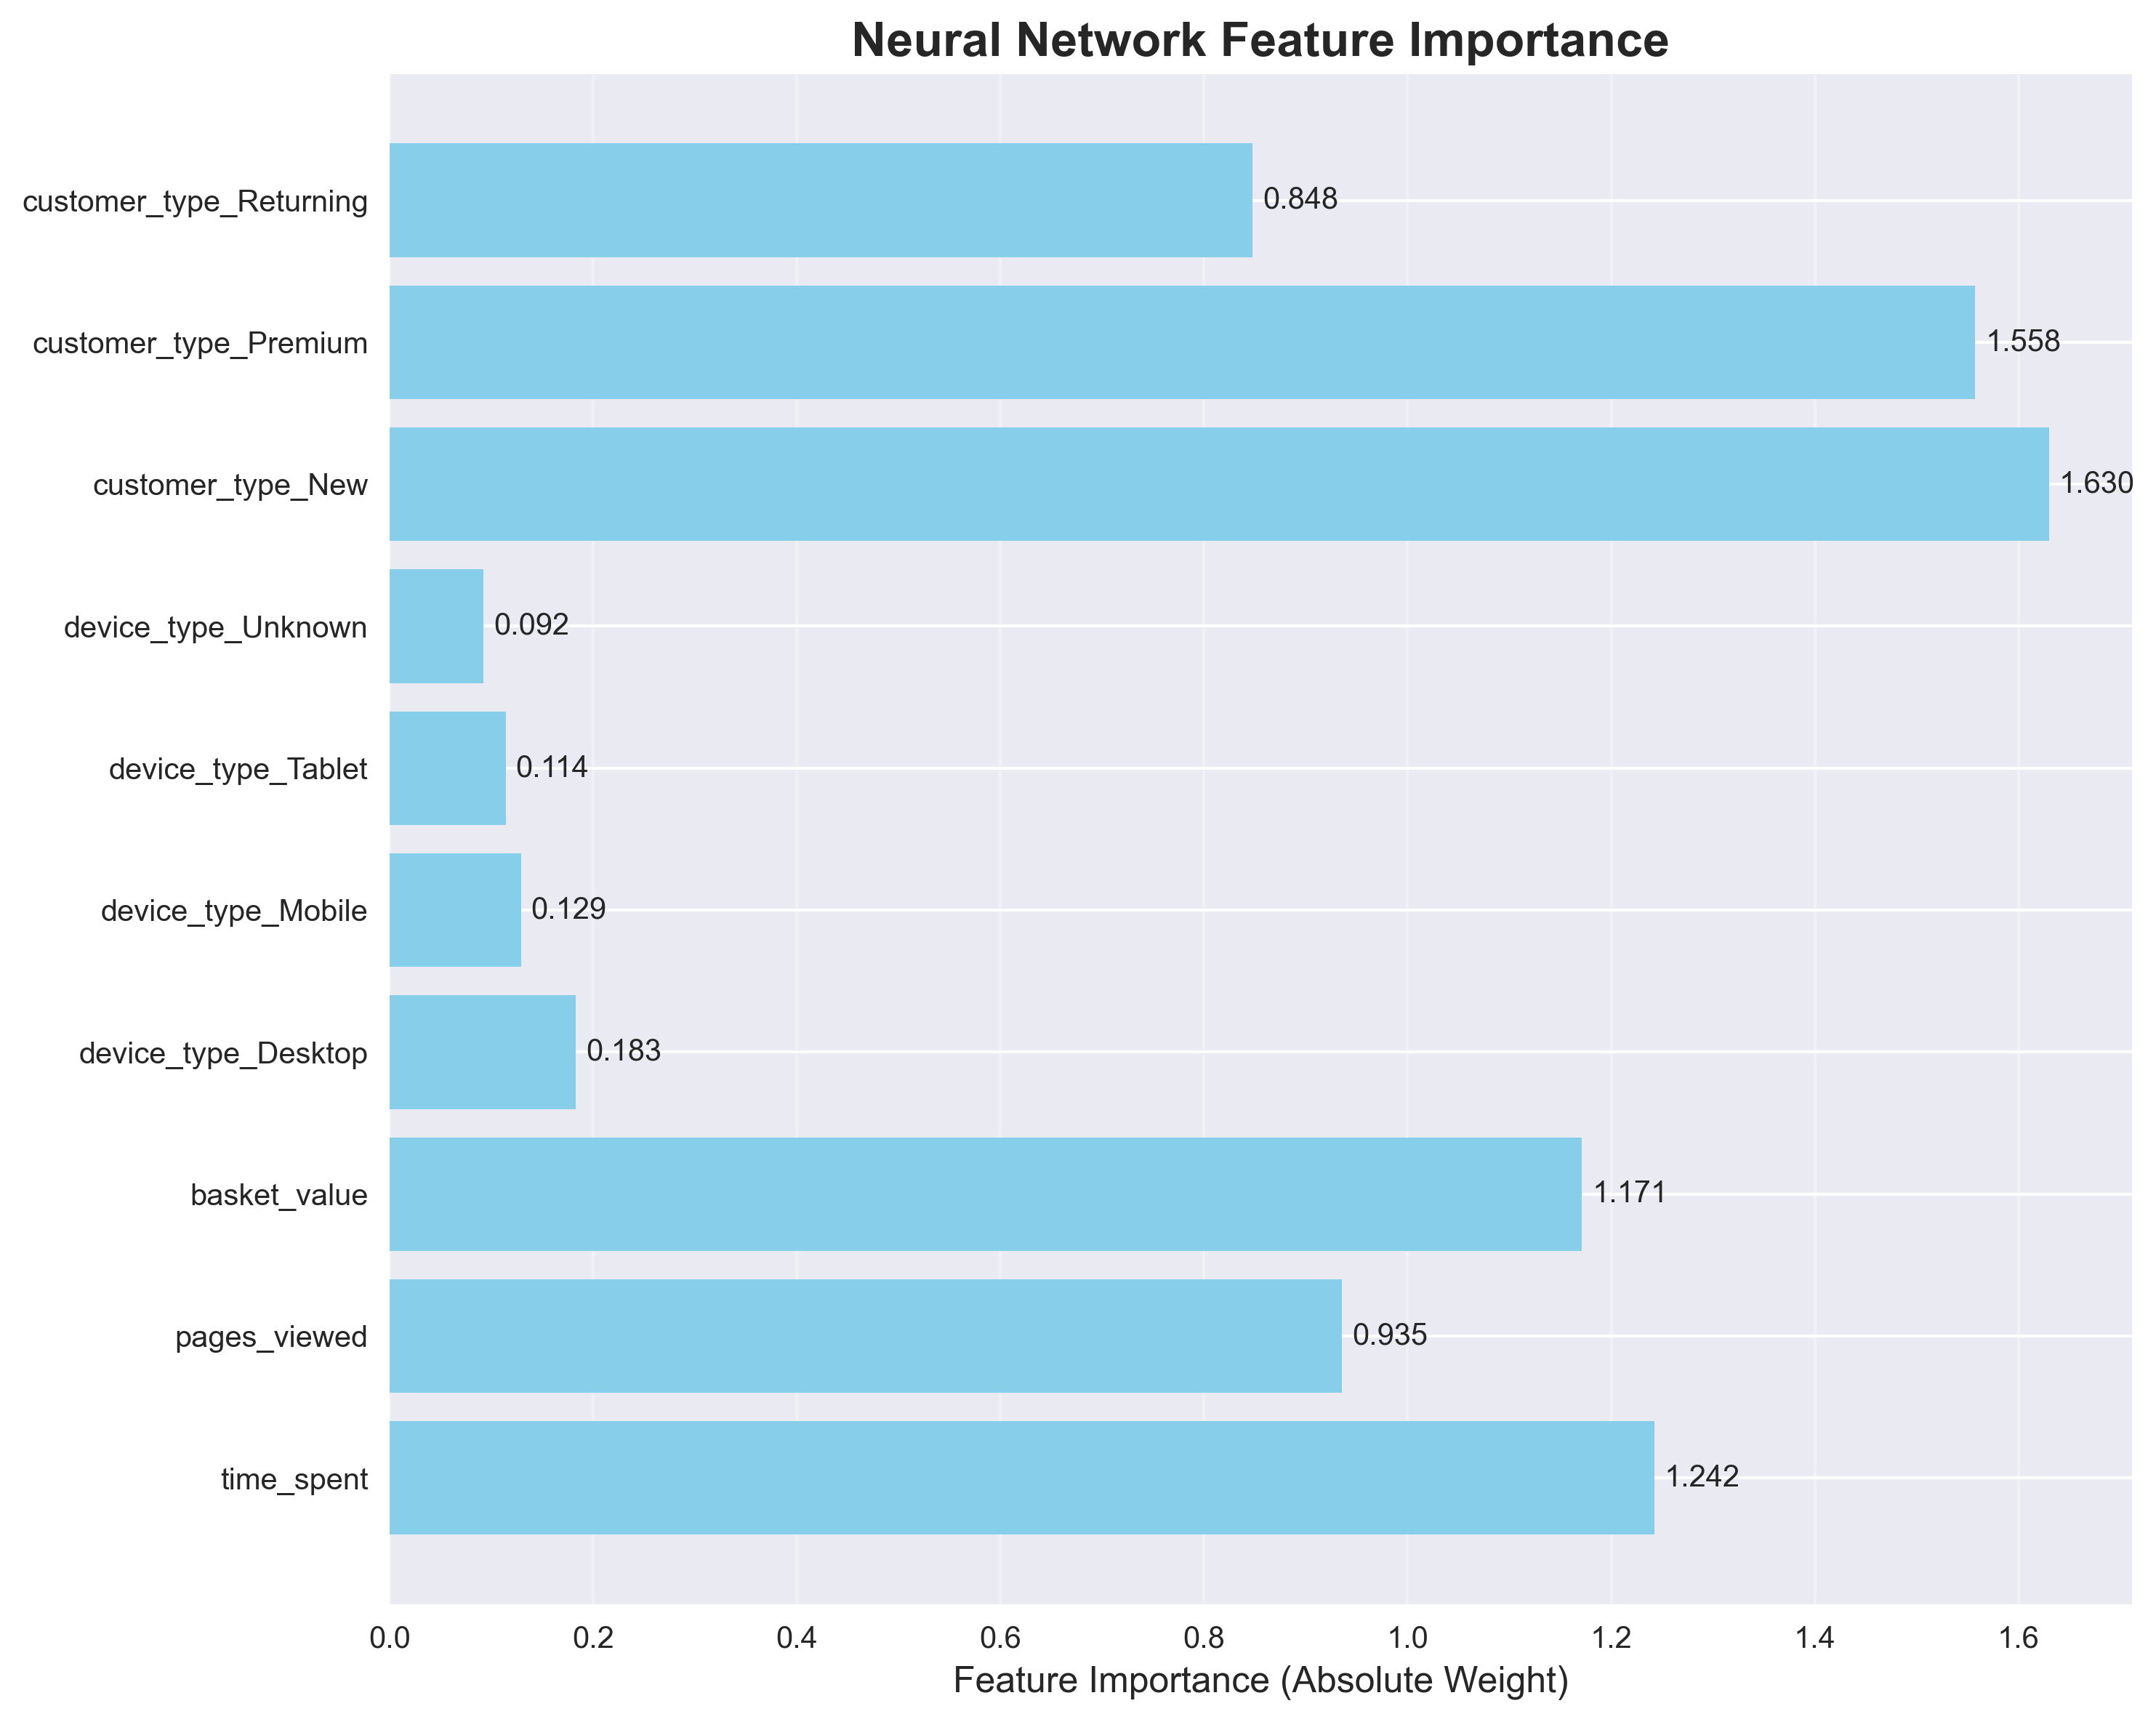 Neural Network Feature Importance
customer_type_Returning 0.848
customer_type_Premium 1.558
customer_type_New 1.630
device_type_Unknown 0.092
device_type_Tablet 0.114
device_type_Mobile 0.129
device_type_Desktop 0.183
basket_value 1.171
pages_viewed 0.935
time_spent 1.242
0.0 0.2 0.4 0.6 0.8 1.0 1.2 1.4 1.6
Feature Importance (Absolute Weight)